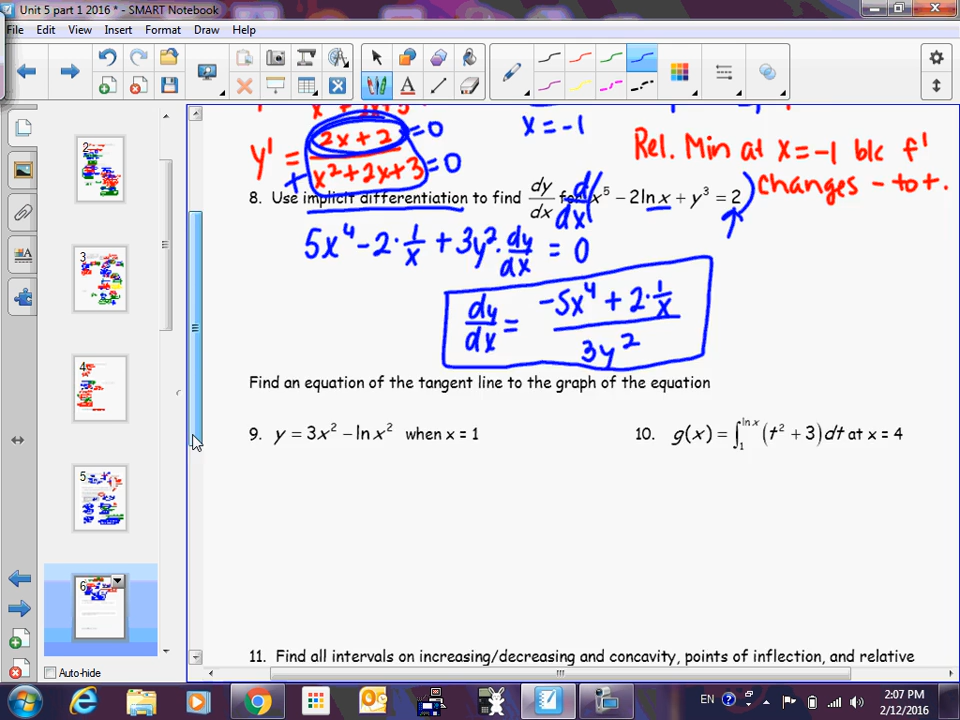 Unit 5 part 1 2016 * - SMART Notebook
File Edit View Insert Format Draw Help
x = -1
y' = 2x + 2 = 0
x² + 2x + 3 = 0
Rel. Min at x = -1 b/c f'
changes - to +.
8. Use implicit differentiation to find dy/dx for x⁵ - 2ln x + y³ = 2
d/dx
5x⁴ - 2 · 1/x + 3y² · dy/dx = 0
dy/dx = (-5x⁴ + 2 · 1/x) / 3y²
Find an equation of the tangent line to the graph of the equation
9. y = 3x² - ln x² when x = 1
10. g(x) = ∫₁^(ln x) (t² + 3) dt at x = 4
11. Find all intervals on increasing/decreasing and concavity, points of inflection, and relative
2
3
4
5
6
Auto-hide
EN
2:07 PM
2/12/2016